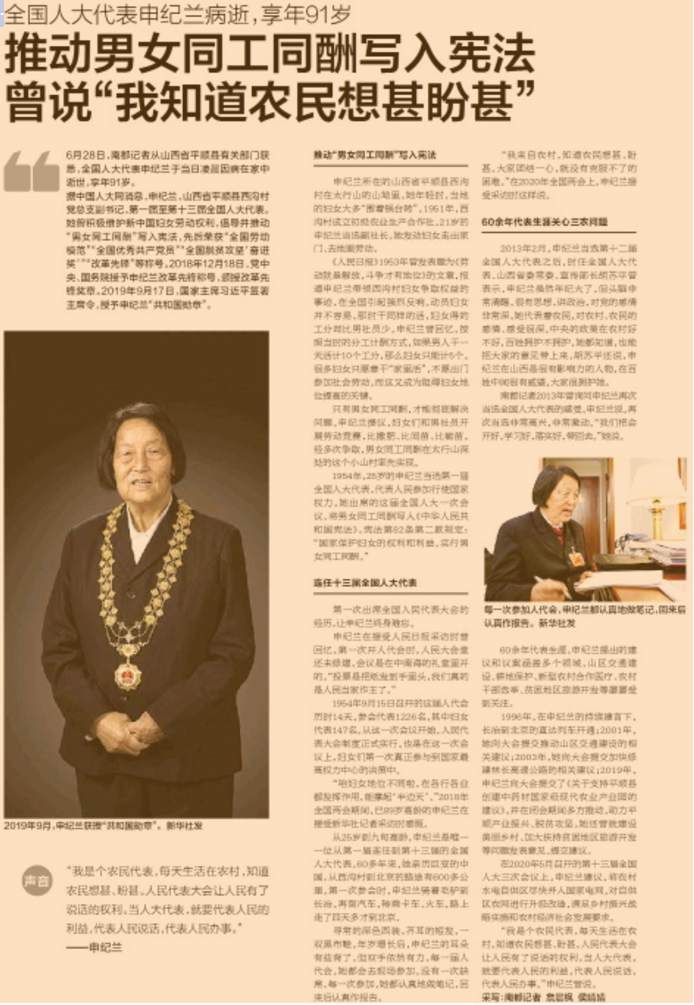 全国人大代表申纪兰病逝,享年91岁
推动男女同工同酬写入宪法
曾说“我知道农民想甚盼甚”
6月28日,南都记者从山西省平顺县有关部门获
悉,全国人大代表申纪兰于当日凌晨因病在家中
逝世,享年91岁。
据中国人大网消息,申纪兰,山西省平顺县西沟村
党总支副书记,第一届至第十三届全国人大代表。
她曾积极维护新中国妇女劳动权利,倡导并推动
“男女同工同酬”写入宪法,先后荣获“全国劳动
模范”“全国优秀共产党员”“全国脱贫攻坚‘奋进
奖’”“改革先锋”等称号。2018年12月18日,党中
央、国务院授予申纪兰改革先锋称号,颁授改革先
锋奖章。2019年9月17日,国家主席习近平签署
主席令,授予申纪兰“共和国勋章”。
2019年9月,申纪兰获授“共和国勋章”。新华社发
声音
“我是个农民代表,每天生活在农村,知道
农民想甚、盼甚。人民代表大会让人民有了
说话的权利。当人大代表,就要代表人民的
利益,代表人民说话,代表人民办事。”
——申纪兰
推动“男女同工同酬”写入宪法
申纪兰所在的山西省平顺县西沟
村在太行山的山坳里,她年轻时,当地
的妇女大多“围着锅台转”。1951年,西
沟村成立初级农业生产合作社,21岁的
申纪兰当选副社长,她发动妇女走出家
门、去地里劳动。
《人民日报》1953年曾发表题为《劳
动就是解放,斗争才有地位》的文章,报
道申纪兰带领西沟村妇女争取权益的
事迹,在全国引起强烈反响。动员妇女
并不容易,那时干同样的活,妇女得的
工分却比男社员少。申纪兰曾回忆,按
照当时的分工计酬方式,如果男人干一
天活计10个工分,那么妇女只能计5个。
很多妇女只愿意干“家里活”,不愿出门
参加社会劳动,而这又成为阻碍妇女地
位提高的关键。
只有男女同工同酬,才能彻底解决
问题。申纪兰提议,妇女们和男社员开
展劳动竞赛,比撒肥、比间苗、比锄苗。
经多次争取,男女同工同酬在太行山深
处的这个小山村率先实现。
1954年,25岁的申纪兰当选第一届
全国人大代表,代表人民参加行使国家
权力。她出席的这届全国人大一次会
议,将男女同工同酬写入《中华人民共
和国宪法》。宪法第82条第二款规定:
“国家保护妇女的权利和利益,实行男
女同工同酬。”
连任十三届全国人大代表
第一次出席全国人民代表大会的
经历,让申纪兰终身难忘。
申纪兰在接受人民日报采访时曾
回忆,第一次开人代会时,人民大会堂
还未修建,会议是在中南海的礼堂里开
的。“投票是把纸发到手里头,我们真的
是人民当家作主了。”
1954年9月15日召开的这届人代会
历时14天,参会代表1226名,其中妇女
代表147名。从这一次会议开始,人民代
表大会制度正式实行,也是在这一次会
议上,妇女们第一次真正参与到国家最
高权力中心的决策中。
“咱妇女地位不同啦,在各行各业
都发挥作用,能撑起‘半边天’。”2018年
全国两会期间,已89岁高龄的申纪兰在
接受新华社记者采访时感慨。
从25岁到九旬高龄,申纪兰是唯一
一位从第一届连任到第十三届的全国
人大代表。60多年来,她亲历巨变的中
国,从西沟村到北京的路途有600多公
里。第一次参会时,申纪兰骑着毛驴到
长治,再倒汽车、转乘卡车、火车,路上
走了四天多才到北京。
寻常的深色西装、齐耳的短发、一
双黑布鞋,年岁增长后,申纪兰的耳朵
有些背了,但双手依然有力。每一届人
代会,她都会去现场参加,没有一次缺
席,每一次参加,她都认真地做笔记,回
来后认真作报告。
“我来自农村,知道农民想甚、盼
甚。大家团结一心,就没有克服不了的
困难。”在2020年全国两会上,申纪兰接
受采访时这样说。
60余年代表生涯关心三农问题
2013年2月,申纪兰当选第十二届
全国人大代表之后,时任全国人大代
表、山西省委常委、宣传部长胡苏平曾
表示,申纪兰虽然年纪大了,但头脑非
常清醒,很有思想、讲政治,对党的感情
非常深。她代表着农民,对农村、农民的
感情、感受很深,中央的政策在农村好
不好,百姓拥护不拥护,她都知道,也能
把大家的意见带上来。胡苏平还说,申
纪兰在山西是很有影响力的人物,在百
姓中间很有威望,大家很拥护她。
南都记者2013年曾询问申纪兰再次
当选全国人大代表的感受,申纪兰说,再
次当选非常高兴,非常激动,“我们把会
开好,学习好,落实好,带回去。”她说。
每一次参加人代会,申纪兰都认真地做笔记,回来后
认真作报告。新华社发
60余年代表生涯,申纪兰提出的建
议和议案涵盖多个领域,山区交通建
设、耕地保护、新型农村合作医疗、农村
干部选举、贫困地区旅游开发等屡屡受
到关注。
1996年,在申纪兰的持续建言下,
长治到北京的直达列车开通;2001年,
她向大会提交推动山区交通建设的相
关建议;2003年,她向大会提交加快修
建林长高速公路的相关建议;2019年,
申纪兰向大会提交了《关于支持平顺县
创建中药材国家级现代农业产业园的
建议》,并在闭会期间多方推动,助力平
顺产业振兴、脱贫攻坚,她还曾就建设
美丽乡村、加大扶持贫困地区旅游开发
等问题发表意见、提交建议。
在2020年5月召开的第十三届全国
人大三次会议上,申纪兰建议,将农村
水电自供区尽快并入国家电网,对自供
区农网进行升级改造,满足乡村振兴战
略实施和农村经济社会发展要求。
“我是个农民代表,每天生活在农
村,知道农民想甚、盼甚,人民代表大会
让人民有了说话的权利。当人大代表,
就要代表人民的利益,代表人民说话,
代表人民办事。”申纪兰曾说。
采写:南都记者 詹晨枫 侯婧婧